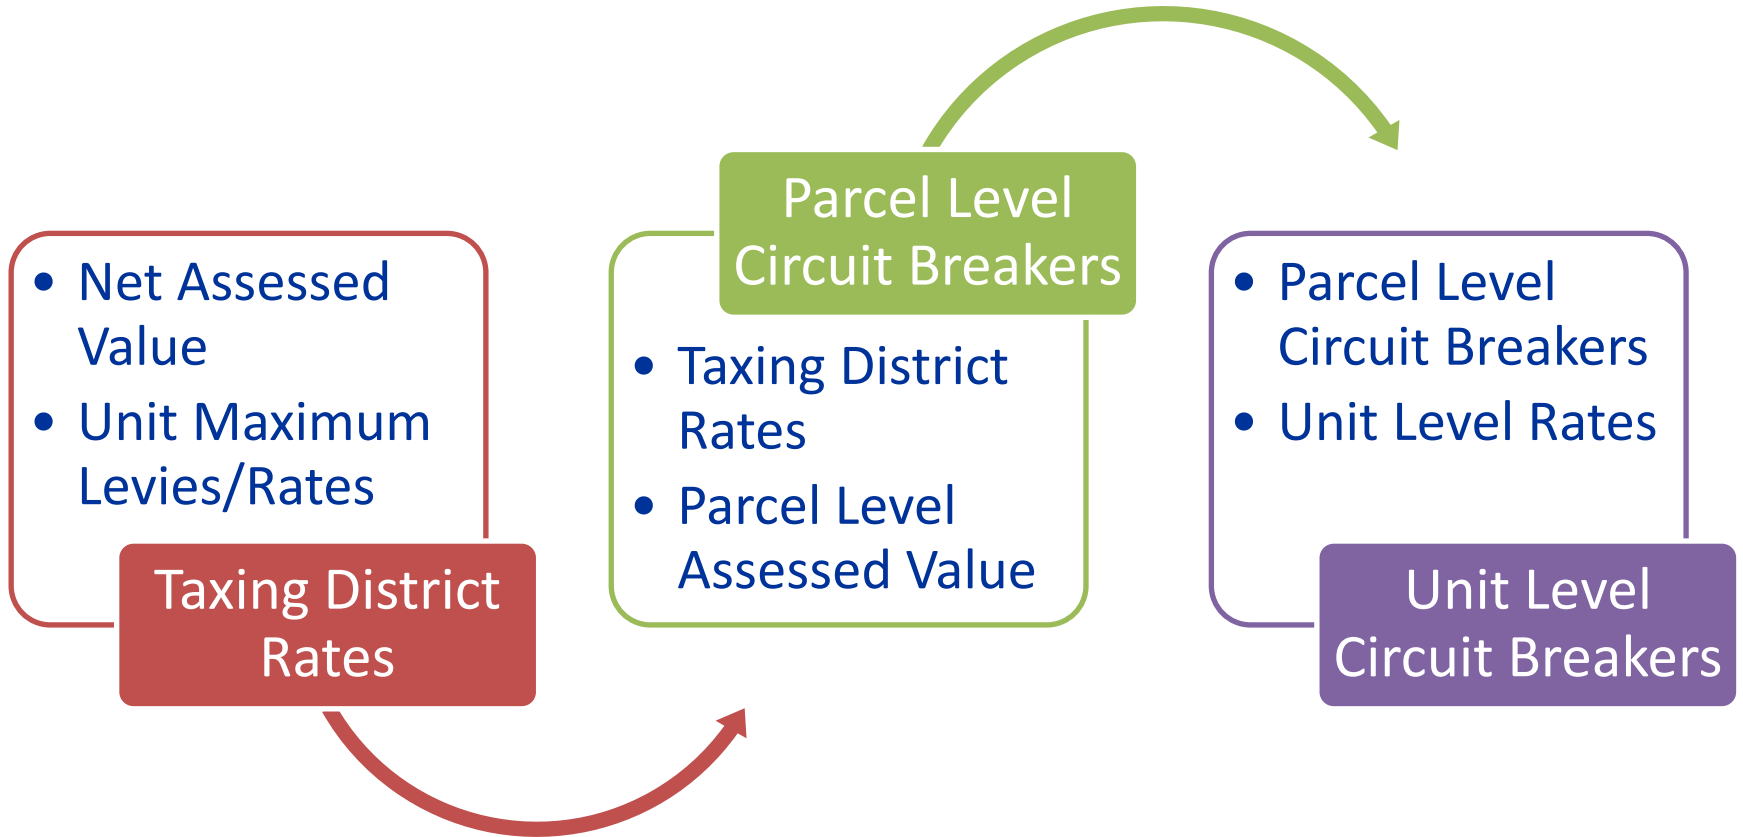 • Net Assessed
Value
• Unit Maximum
Levies/Rates
Taxing District
Rates
Parcel Level
Circuit Breakers
• Taxing District
Rates
• Parcel Level
Assessed Value
• Parcel Level
Circuit Breakers
• Unit Level Rates
Unit Level
Circuit Breakers